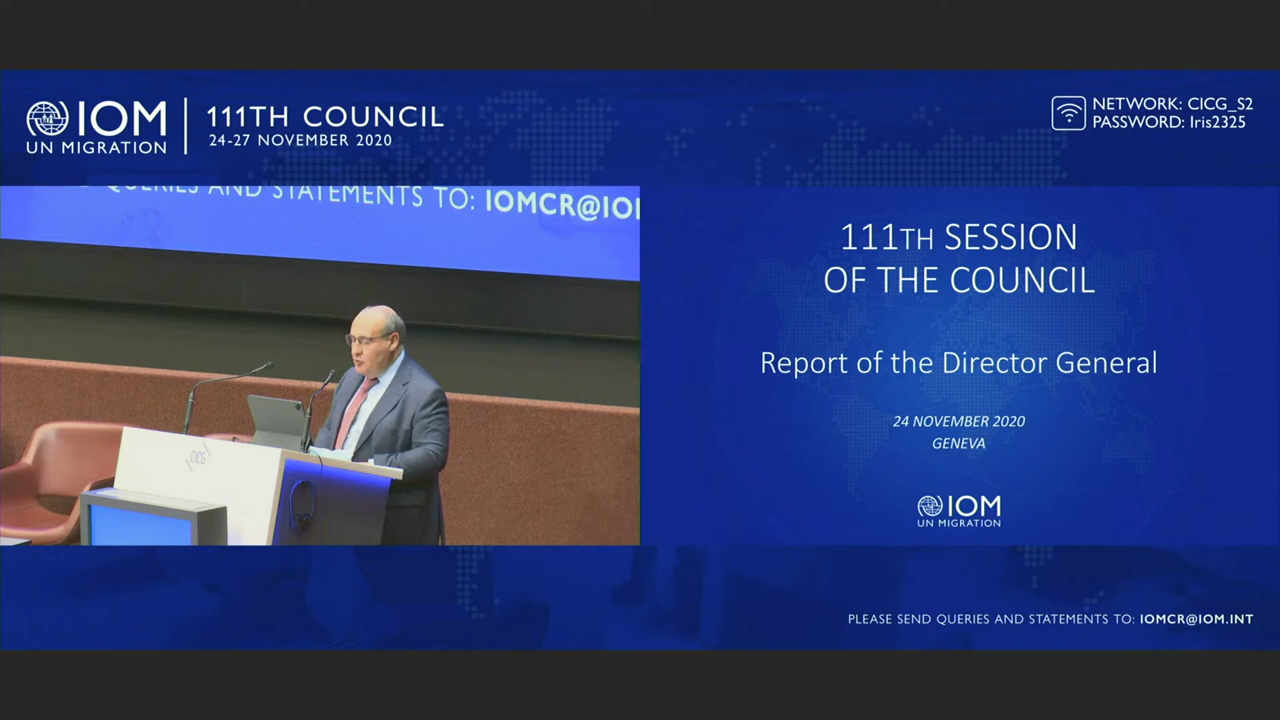 IOM
UN MIGRATION
111TH COUNCIL
24-27 NOVEMBER 2020
NETWORK: CICG_S2
PASSWORD: Iris2325
QUERIES AND STATEMENTS TO: IOMCR@IOM
CICG
111TH SESSION
OF THE COUNCIL
Report of the Director General
24 NOVEMBER 2020
GENEVA
IOM
UN MIGRATION
PLEASE SEND QUERIES AND STATEMENTS TO: IOMCR@IOM.INT